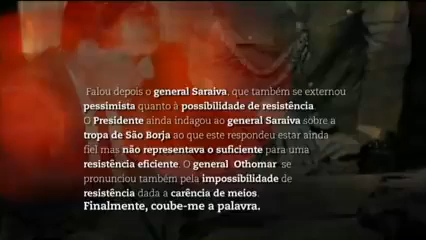 Falou depois o general Saraiva, que também se externou
pessimista quanto à possibilidade de resistência.
O Presidente ainda indagou ao general Saraiva sobre a
tropa de São Borja ao que este respondeu estar ainda
fiel mas não representava o suficiente para uma
resistência eficiente. O general Othomar se
pronunciou também pela impossibilidade de
resistência dada a carência de meios.
Finalmente, coube-me a palavra.